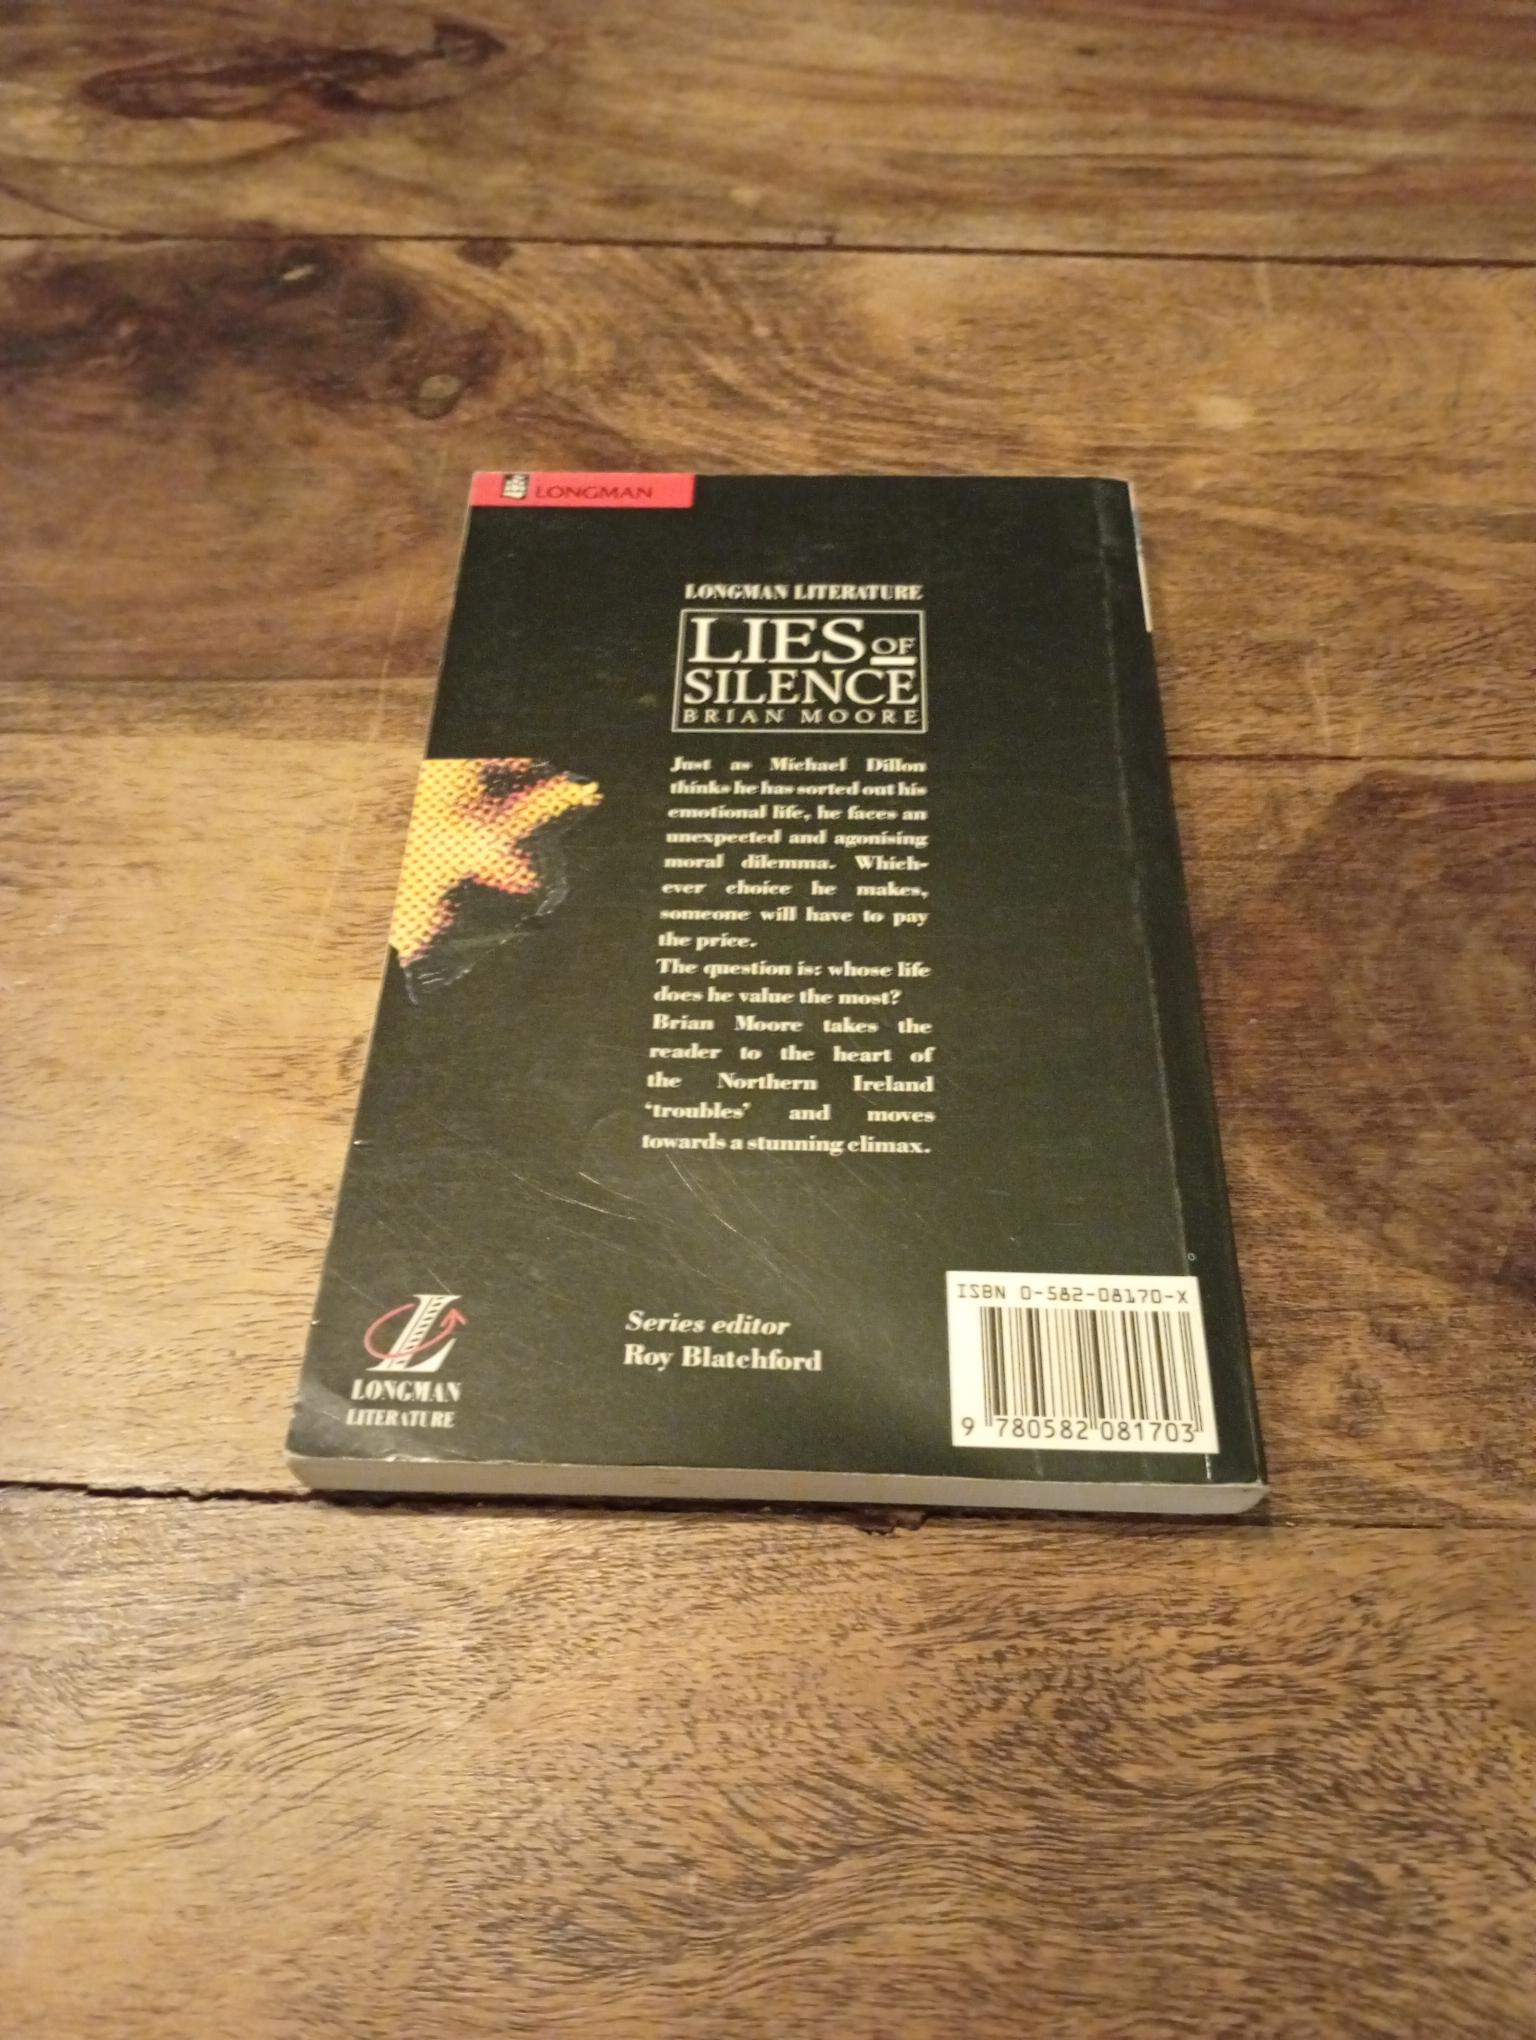 LONGMAN
LONGMAN LITERATURE
LIES OF
SILENCE
BRIAN MOORE
Just as Michael Dillon
thinks he has sorted out his
emotional life, he faces an
unexpected and agonising
moral dilemma. Which-
ever choice he makes,
someone will have to pay
the price.
The question is: whose life
does he value the most?
Brian Moore takes the
reader to the heart of
the Northern Ireland
‘troubles’ and moves
towards a stunning climax.
Series editor
Roy Blatchford
L
LONGMAN
LITERATURE
ISBN 0-582-08170-X
9 780582 081703